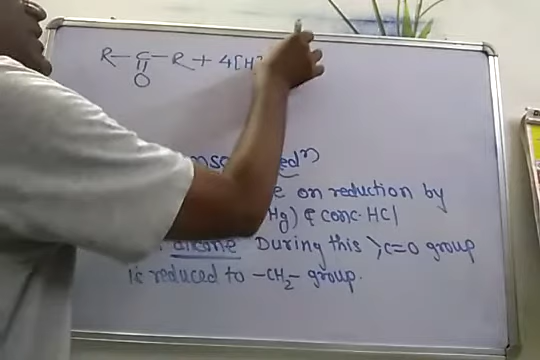 R-C-R + 4[H]
||
O
on reduction by
Hg) & conc. HCl
alkane During this >C=O group
is reduced to -CH₂- group.